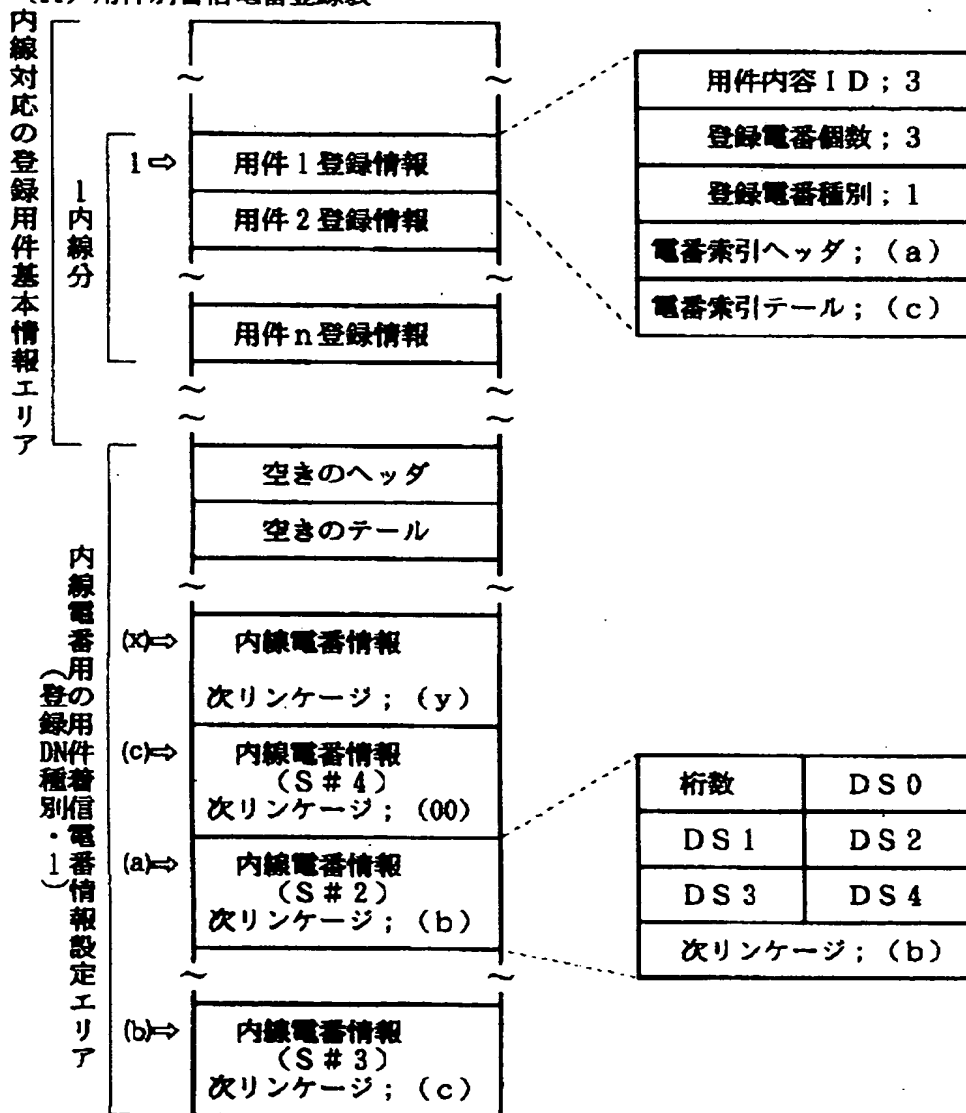 内線対応の登録用件基本情報エリア
1内線分
1⇨
用件1登録情報
用件2登録情報
用件n登録情報
用件内容ID;3
登録電番個数;3
登録電番種別;1
電番索引ヘッダ;(a)
電番索引テール;(c)
内線電番用の用件着信電番情報設定エリア
(登録DN種別・1)
空きのヘッダ
空きのテール
(x)⇨
内線電番情報
次リンケージ;(y)
(c)⇨
内線電番情報
(S#4)
次リンケージ;(00)
(a)⇨
内線電番情報
(S#2)
次リンケージ;(b)
(b)⇨
内線電番情報
(S#3)
次リンケージ;(c)
桁数 DS0
DS1 DS2
DS3 DS4
次リンケージ;(b)